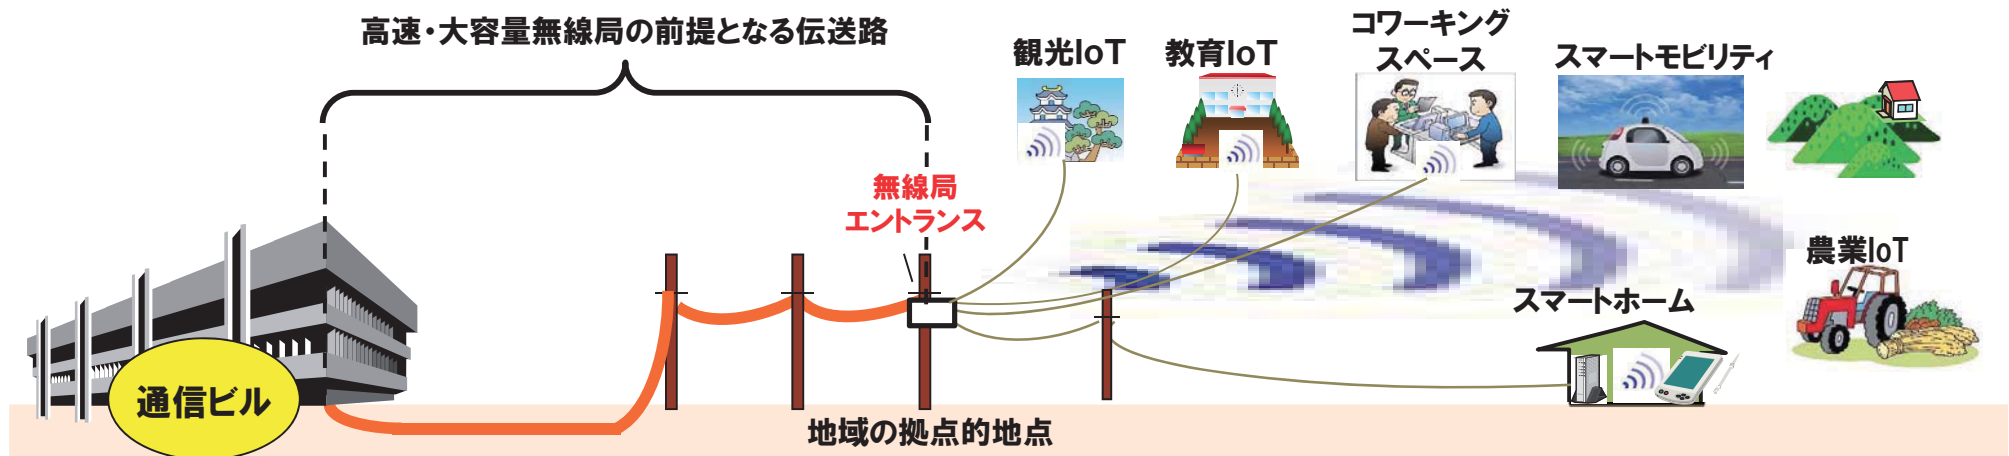 高速・大容量無線局の前提となる伝送路
観光IoT
教育IoT
コワーキング
スペース
スマートモビリティ
無線局
エントランス
農業IoT
スマートホーム
通信ビル
地域の拠点的地点